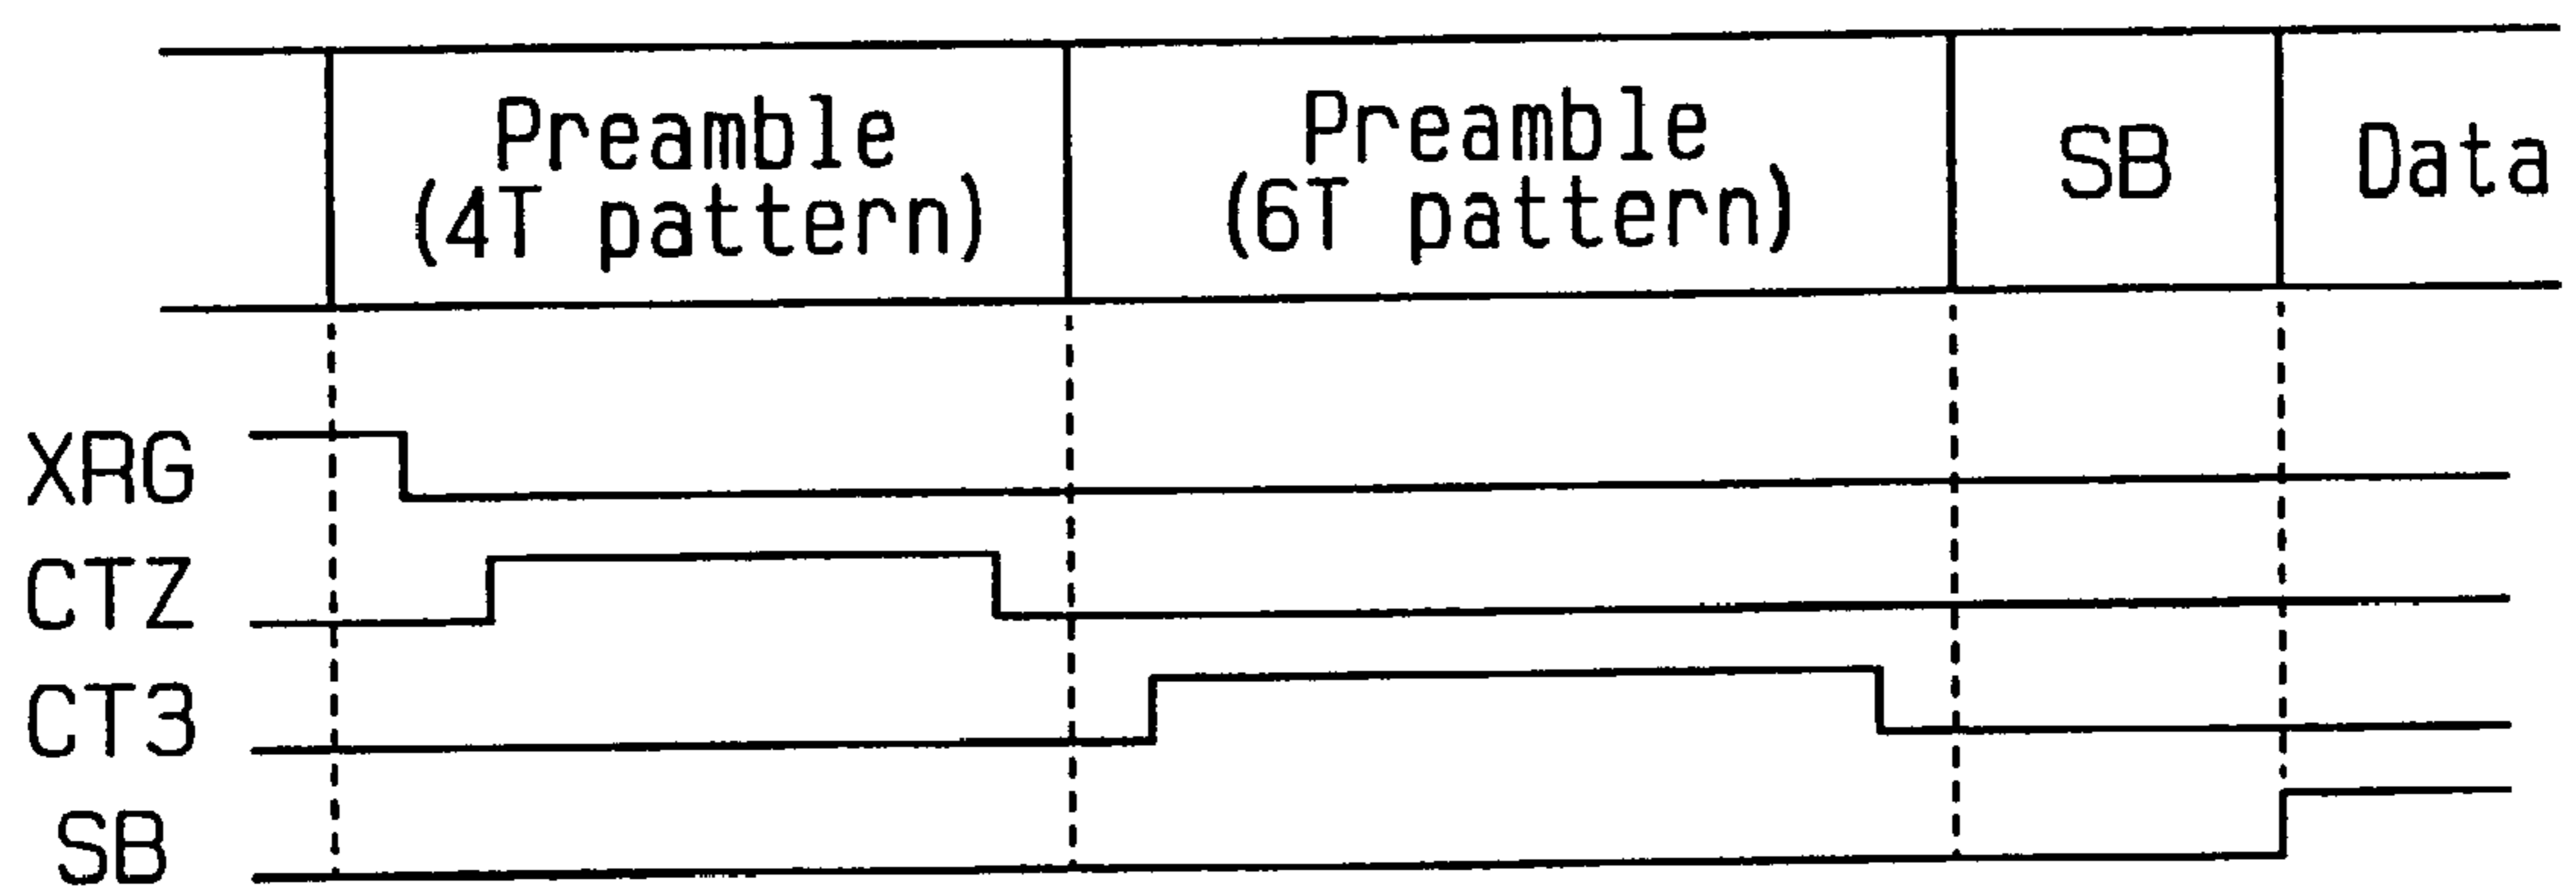 Preamble
(4T pattern)
Preamble
(6T pattern)
SB
Data
XRG
CTZ
CT3
SB